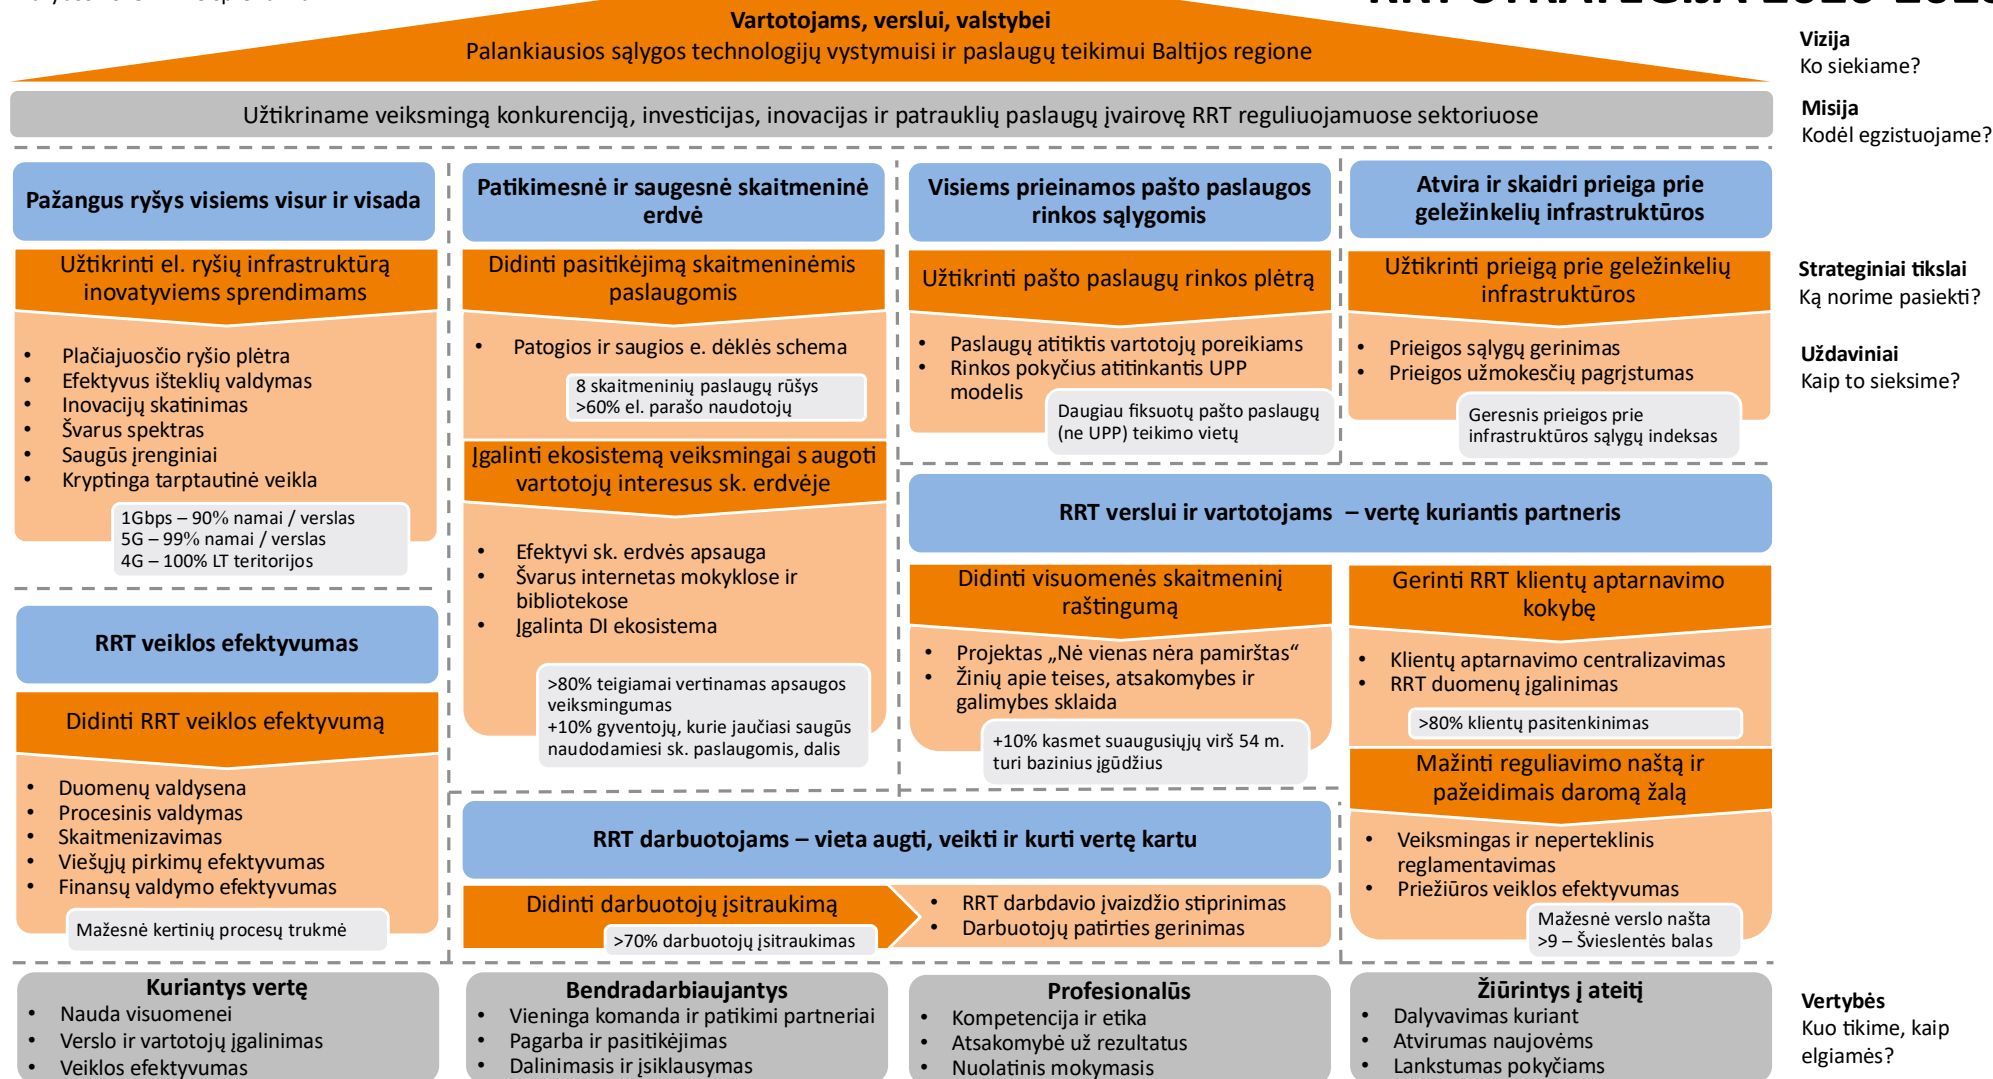 Vartotojams, verslui, valstybei
Palankiausios sąlygos technologijų vystymuisi ir paslaugų teikimui Baltijos regione
Vizija
Ko siekiame?
Užtikriname veiksmingą konkurenciją, investicijas, inovacijas ir patrauklių paslaugų įvairovę RRT reguliuojamuose sektoriuose
Misija
Kodėl egzistuojame?
Pažangus ryšys visiems visur ir visada
Užtikrinti el. ryšių infrastruktūrą
inovatyviems sprendimams
• Plačiajuosčio ryšio plėtra
• Efektyvus išteklių valdymas
• Inovacijų skatinimas
• Švarus spektras
• Saugūs įrenginiai
• Kryptinga tarptautinė veikla
1Gbps – 90% namai / verslas
5G – 99% namai / verslas
4G – 100% LT teritorijos
RRT veiklos efektyvumas
Didinti RRT veiklos efektyvumą
• Duomenų valdysena
• Procesinis valdymas
• Skaitmenizavimas
• Viešųjų pirkimų efektyvumas
• Finansų valdymo efektyvumas
Mažesnė kertinių procesų trukmė
Patikimesnė ir saugesnė skaitmeninė
erdvė
Didinti pasitikėjimą skaitmeninėmis
paslaugomis
• Patogios ir saugios e. dėklės schema
8 skaitmeninių paslaugų rūšys
>60% el. parašo naudotojų
Įgalinti ekosistemą veiksmingai s augoti
vartotojų interesus sk. erdvėje
• Efektyvi sk. erdvės apsauga
• Švarus internetas mokyklose ir
bibliotekose
• Įgalinta DI ekosistema
>80% teigiamai vertinamas apsaugos
veiksmingumas
+10% gyventojų, kurie jaučiasi saugūs
naudodamiesi sk. paslaugomis, dalis
Visiems prieinamos pašto paslaugos
rinkos sąlygomis
Užtikrinti pašto paslaugų rinkos plėtrą
• Paslaugų atitiktis vartotojų poreikiams
• Rinkos pokyčius atitinkantis UPP
modelis
Daugiau fiksuotų pašto paslaugų
(ne UPP) teikimo vietų
Atvira ir skaidri prieiga prie
geležinkelių infrastruktūros
Užtikrinti prieigą prie geležinkelių
infrastruktūros
• Prieigos sąlygų gerinimas
• Prieigos užmokesčių pagrįstumas
Geresnis prieigos prie
infrastruktūros sąlygų indeksas
Strateginiai tikslai
Ką norime pasiekti?
Uždaviniai
Kaip to sieksime?
RRT verslui ir vartotojams – vertę kuriantis partneris
Didinti visuomenės skaitmeninį
raštingumą
• Projektas „Nė vienas nėra pamirštas“
• Žinių apie teises, atsakomybes ir
galimybes sklaida
+10% kasmet suaugusiųjų virš 54 m.
turi bazinius įgūdžius
Gerinti RRT klientų aptarnavimo
kokybę
• Klientų aptarnavimo centralizavimas
• RRT duomenų įgalinimas
>80% klientų pasitenkinimas
Mažinti reguliavimo naštą ir
pažeidimais daromą žalą
• Veiksmingas ir neperteklinis
reglamentavimas
• Priežiūros veiklos efektyvumas
Mažesnė verslo našta
>9 – Švieslentės balas
RRT darbuotojams – vieta augti, veikti ir kurti vertę kartu
Didinti darbuotojų įsitraukimą
>70% darbuotojų įsitraukimas
• RRT darbdavio įvaizdžio stiprinimas
• Darbuotojų patirties gerinimas
Kuriantys vertę
• Nauda visuomenei
• Verslo ir vartotojų įgalinimas
• Veiklos efektyvumas
Bendradarbiaujantys
• Vieninga komanda ir patikimi partneriai
• Pagarba ir pasitikėjimas
• Dalinimasis ir įsiklausymas
Profesionalūs
• Kompetencija ir etika
• Atsakomybė už rezultatus
• Nuolatinis mokymasis
Žiūrintys į ateitį
• Dalyvavimas kuriant
• Atvirumas naujovėms
• Lankstumas pokyčiams
Vertybės
Kuo tikime, kaip
elgiamės?